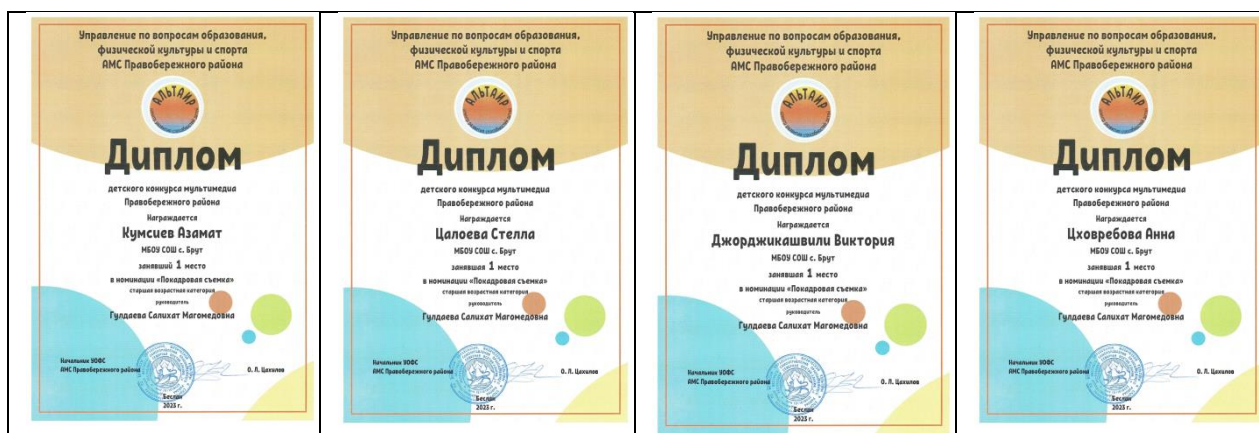 Управление по вопросам образования,
физической культуры и спорта
АМС Правобережного района
АЛЬТАИР
Диплом
детского конкурса мультимедиа
Правобережного района
Награждается
Кумсиев Азамат
МБОУ СОШ с. Брут
занявший 1 место
в номинации «Покадровая съемка»
старшая возрастная категория
руководитель
Гулдаева Салихат Магомедовна
Начальник УОФС
АМС Правобережного района
О. Л. Цахилов
Беслан
2023 г.
Управление по вопросам образования,
физической культуры и спорта
АМС Правобережного района
АЛЬТАИР
Диплом
детского конкурса мультимедиа
Правобережного района
Награждается
Цалоева Стелла
МБОУ СОШ с. Брут
занявшая 1 место
в номинации «Покадровая съемка»
старшая возрастная категория
руководитель
Гулдаева Салихат Магомедовна
Начальник УОФС
АМС Правобережного района
О. Л. Цахилов
Беслан
2023 г.
Управление по вопросам образования,
физической культуры и спорта
АМС Правобережного района
АЛЬТАИР
Диплом
детского конкурса мультимедиа
Правобережного района
Награждается
Джорджикашвили Виктория
МБОУ СОШ с. Брут
занявшая 1 место
в номинации «Покадровая съемка»
старшая возрастная категория
руководитель
Гулдаева Салихат Магомедовна
Начальник УОФС
АМС Правобережного района
О. Л. Цахилов
Беслан
2023 г.
Управление по вопросам образования,
физической культуры и спорта
АМС Правобережного района
АЛЬТАИР
Диплом
детского конкурса мультимедиа
Правобережного района
Награждается
Цховребова Анна
МБОУ СОШ с. Брут
занявшая 1 место
в номинации «Покадровая съемка»
старшая возрастная категория
руководитель
Гулдаева Салихат Магомедовна
Начальник УОФС
АМС Правобережного района
О. Л. Цахилов
Беслан
2023 г.